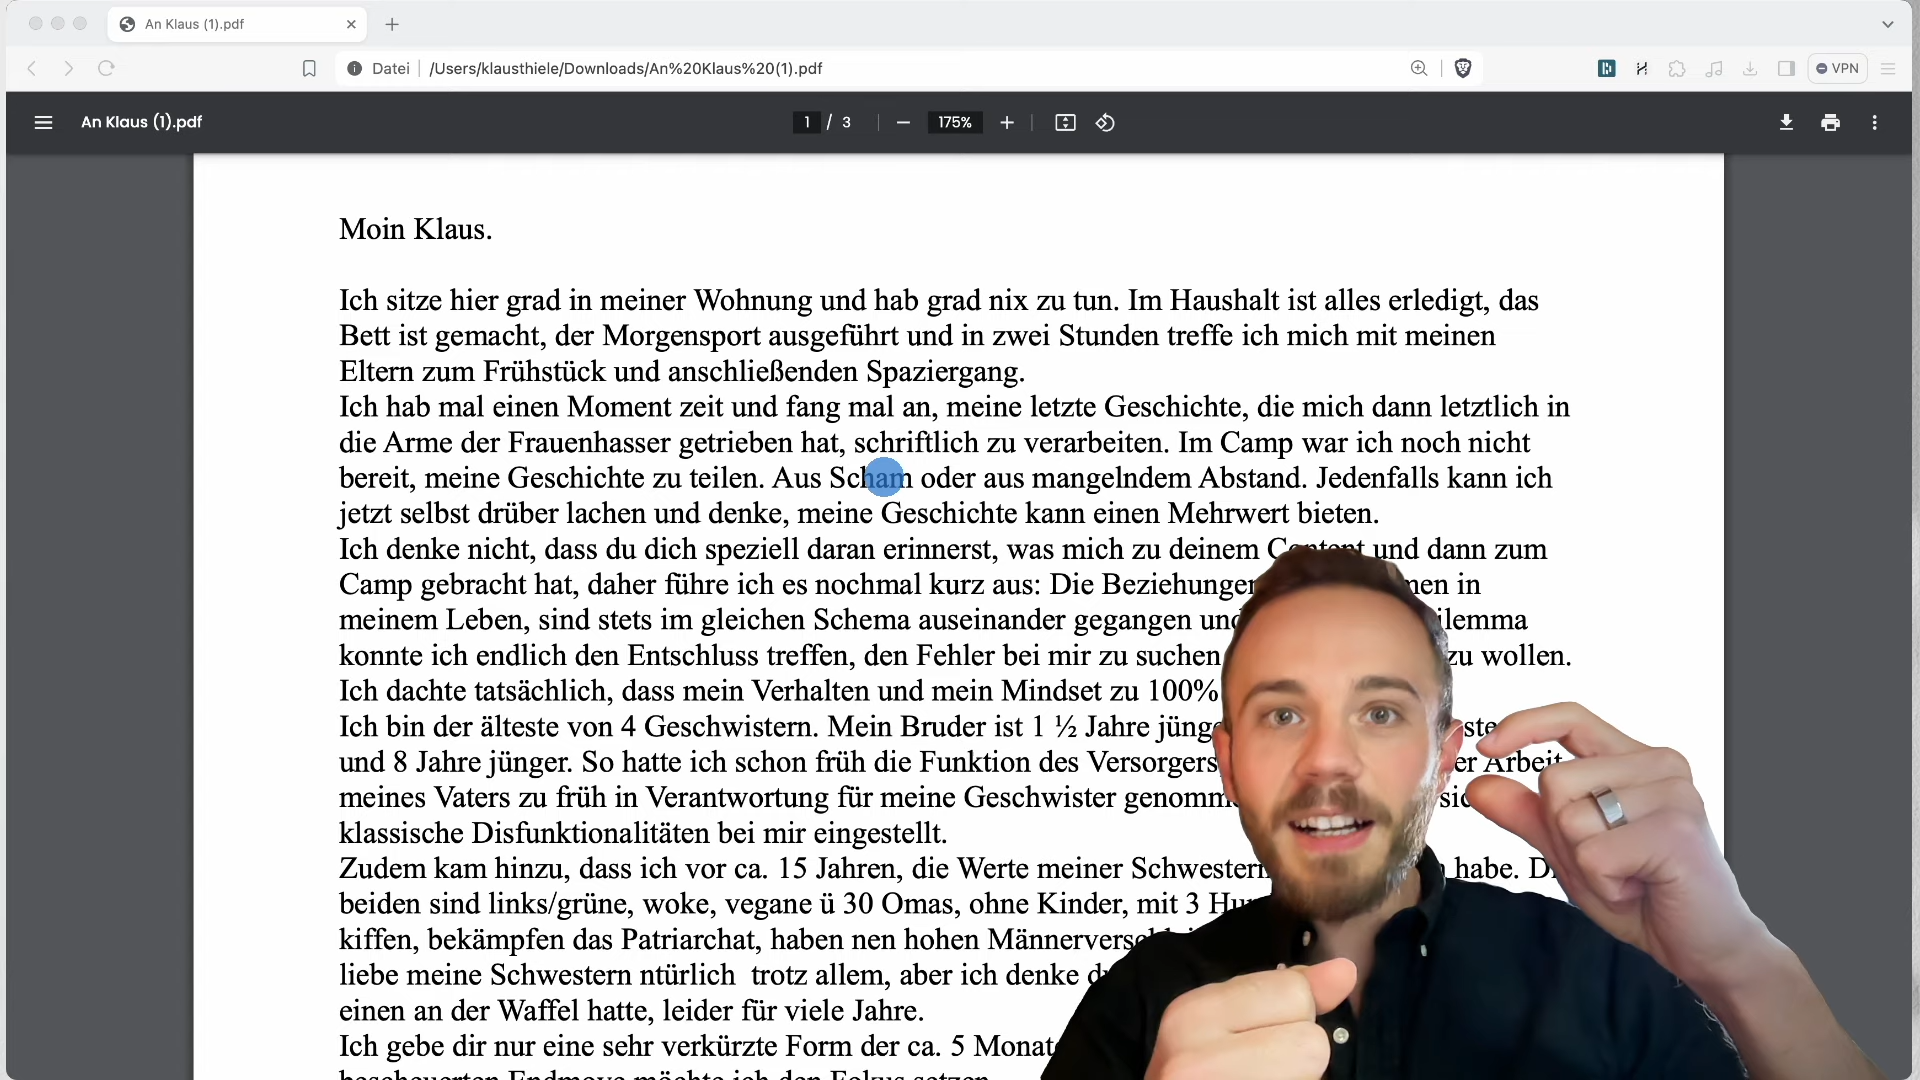 An Klaus (1).pdf
Datei /Users/klausthiele/Downloads/An%20Klaus%20(1).pdf
VPN
An Klaus (1).pdf
1 / 3
175%
Moin Klaus.
Ich sitze hier grad in meiner Wohnung und hab grad nix zu tun. Im Haushalt ist alles erledigt, das
Bett ist gemacht, der Morgensport ausgeführt und in zwei Stunden treffe ich mich mit meinen
Eltern zum Frühstück und anschließenden Spaziergang.
Ich hab mal einen Moment zeit und fang mal an, meine letzte Geschichte, die mich dann letztlich in
die Arme der Frauenhasser getrieben hat, schriftlich zu verarbeiten. Im Camp war ich noch nicht
bereit, meine Geschichte zu teilen. Aus Scham oder aus mangelndem Abstand. Jedenfalls kann ich
jetzt selbst drüber lachen und denke, meine Geschichte kann einen Mehrwert bieten.
Ich denke nicht, dass du dich speziell daran erinnerst, was mich zu deinem Content und dann zum
Camp gebracht hat, daher führe ich es nochmal kurz aus: Die Beziehungen in
meinem Leben, sind stets im gleichen Schema auseinander gegangen und
konnte ich endlich den Entschluss treffen, den Fehler bei mir zu suchen zu wollen.
Ich dachte tatsächlich, dass mein Verhalten und mein Mindset zu 100%
Ich bin der älteste von 4 Geschwistern. Mein Bruder ist 1 ½ Jahre
und 8 Jahre jünger. So hatte ich schon früh die Funktion des Versorgers Arbeit
meines Vaters zu früh in Verantwortung für meine Geschwister
klassische Disfunktionalitäten bei mir eingestellt.
Zudem kam hinzu, dass ich vor ca. 15 Jahren, die Werte meiner Schwestern habe.
beiden sind links/grüne, woke, vegane ü 30 Omas, ohne Kinder, mit 3
kiffen, bekämpfen das Patriarchat, haben nen hohen
liebe meine Schwestern ntürlich trotz allem, aber ich denke
einen an der Waffel hatte, leider für viele Jahre.
Ich gebe dir nur eine sehr verkürzte Form der ca. 5
bescheuerten Endmove möchte ich den Fokus setzen